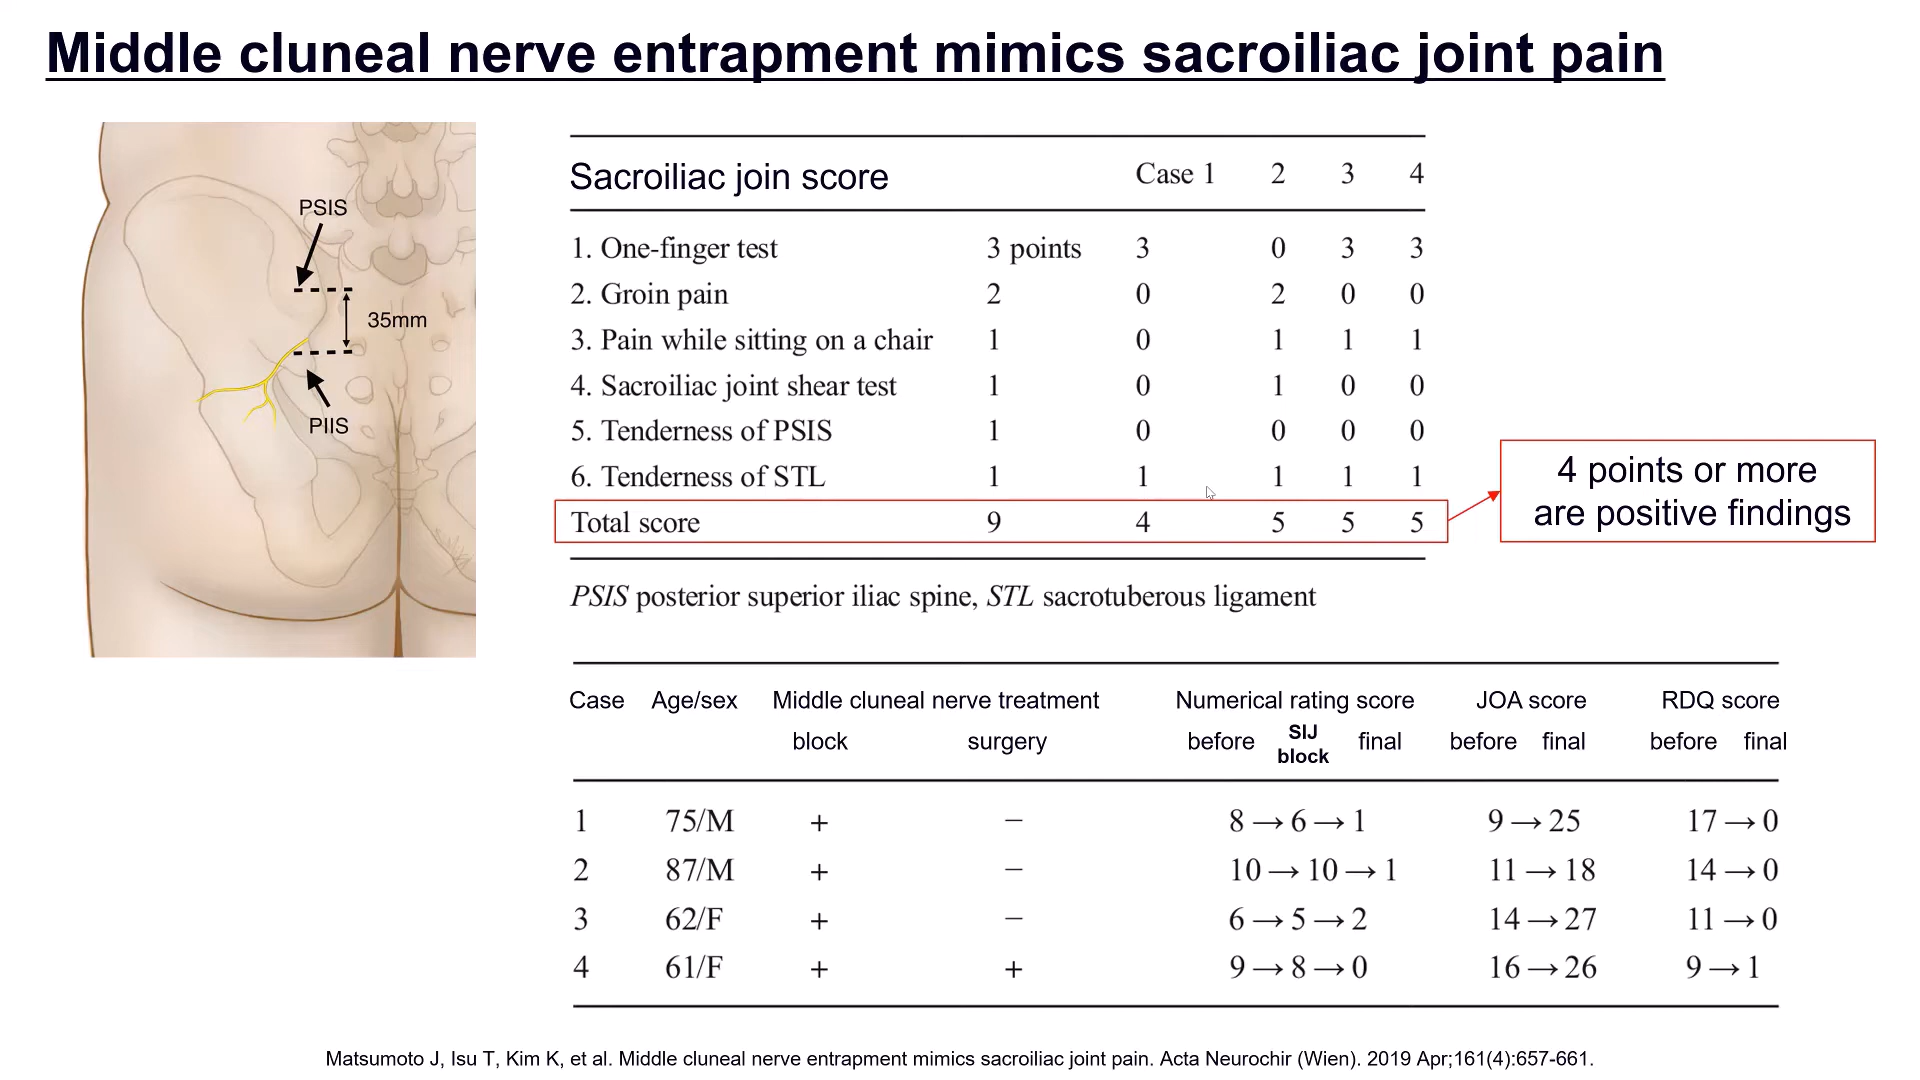 Middle cluneal nerve entrapment mimics sacroiliac joint pain
PSIS
35mm
PIIS
Sacroiliac join score Case 1 2 3 4
1. One-finger test 3 points 3 0 3 3
2. Groin pain 2 0 2 0 0
3. Pain while sitting on a chair 1 0 1 1 1
4. Sacroiliac joint shear test 1 0 1 0 0
5. Tenderness of PSIS 1 0 0 0 0
6. Tenderness of STL 1 1 1 1 1
Total score 9 4 5 5 5
4 points or more
are positive findings
PSIS posterior superior iliac spine, STL sacrotuberous ligament
Case Age/sex Middle cluneal nerve treatment Numerical rating score JOA score RDQ score
block surgery before SIJ block final before final before final
1 75/M + − 8 → 6 → 1 9 → 25 17 → 0
2 87/M + − 10 → 10 → 1 11 → 18 14 → 0
3 62/F + − 6 → 5 → 2 14 → 27 11 → 0
4 61/F + + 9 → 8 → 0 16 → 26 9 → 1
Matsumoto J, Isu T, Kim K, et al. Middle cluneal nerve entrapment mimics sacroiliac joint pain. Acta Neurochir (Wien). 2019 Apr;161(4):657-661.